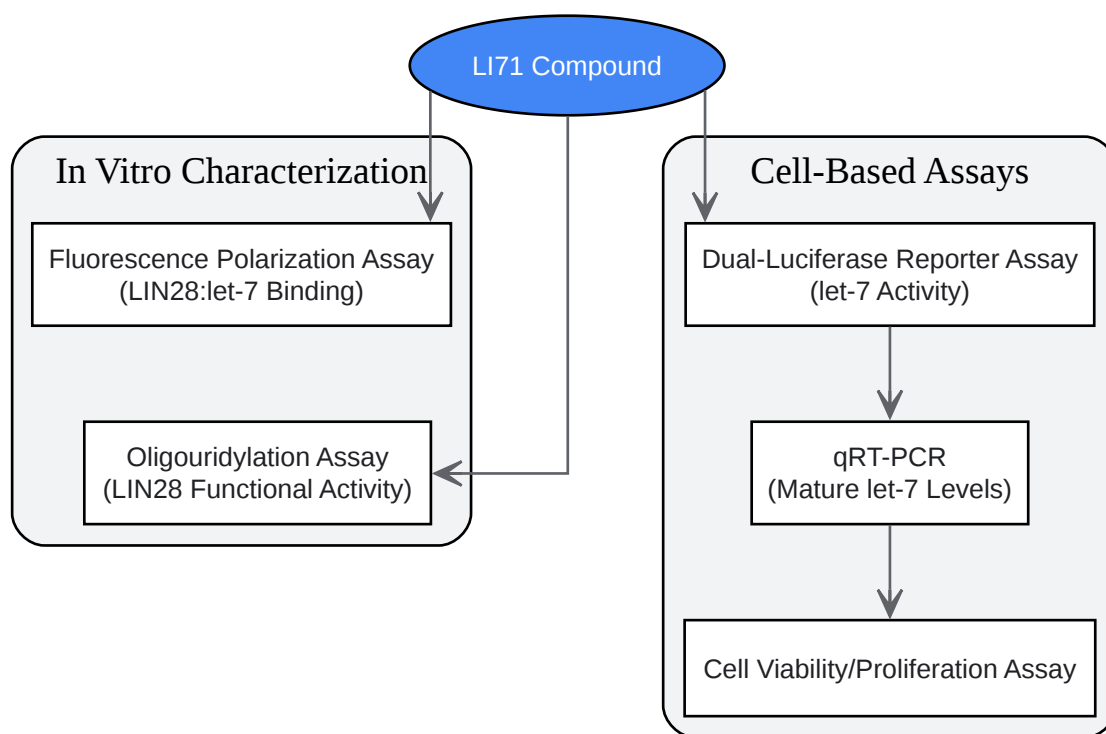 LI71 Compound
In Vitro Characterization
Fluorescence Polarization Assay
(LIN28:let-7 Binding)
Oligouridylation Assay
(LIN28 Functional Activity)
Cell-Based Assays
Dual-Luciferase Reporter Assay
(let-7 Activity)
qRT-PCR
(Mature let-7 Levels)
Cell Viability/Proliferation Assay